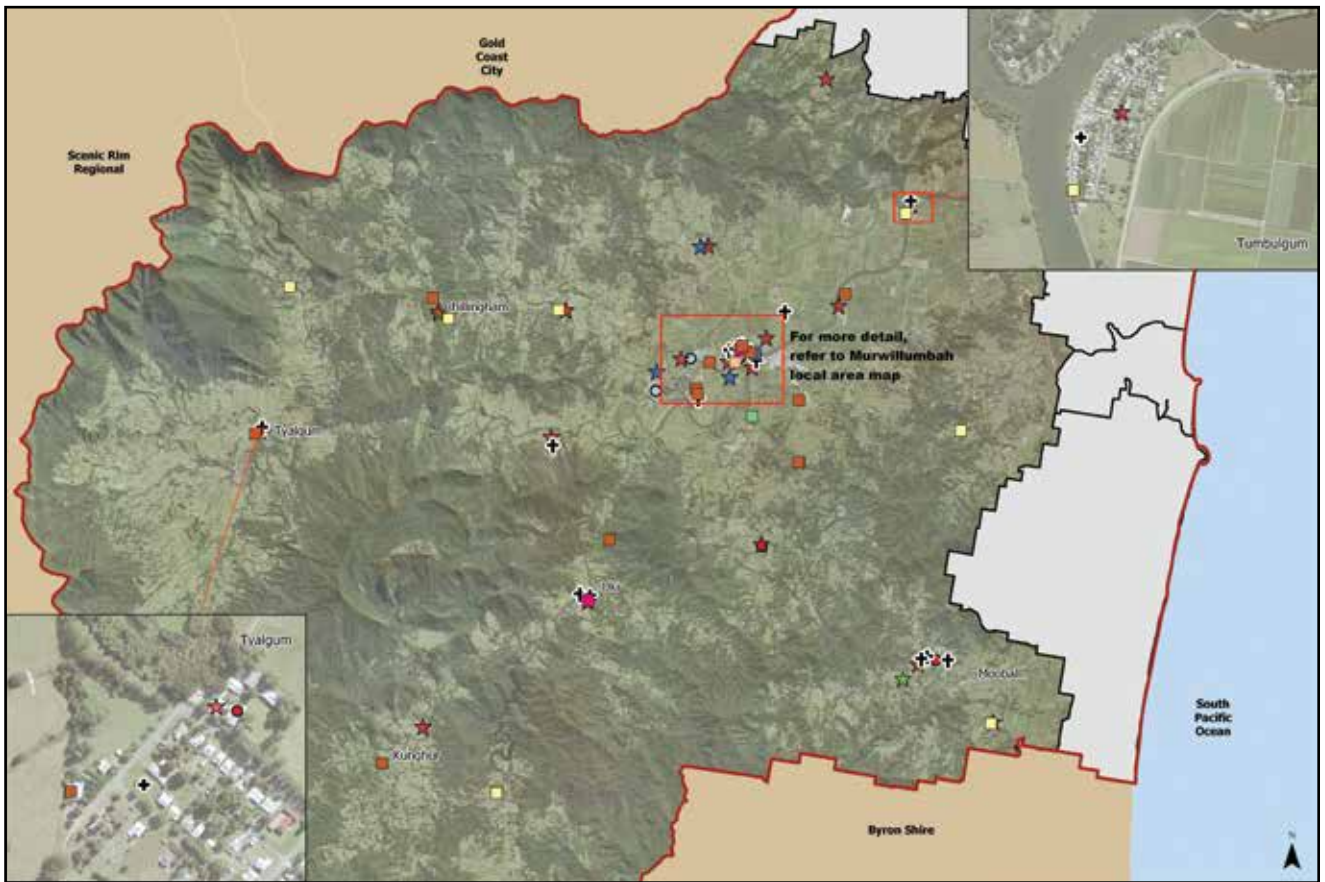 Gold
Coast
City
Scenic Rim
Regional
Tumbulgum
Chillingham
For more detail,
refer to Murwillumbah
local area map
Tyalgum
Uki
Tyalgum
Mooball
Kunghur
South
Pacific
Ocean
Byron Shire
N